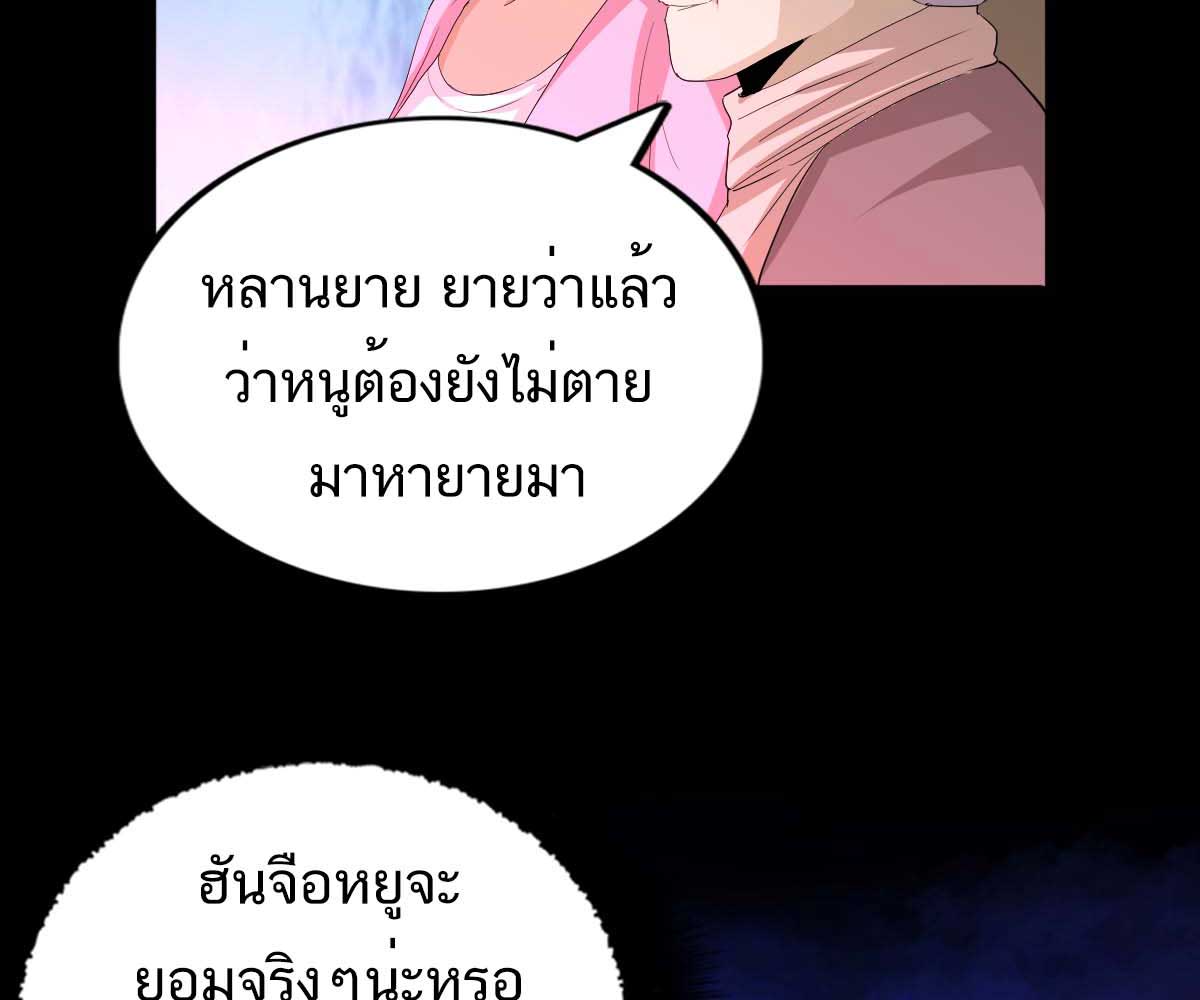 หลานยาย ยายว่าแล้ว
ว่าหนูต้องยังไม่ตาย
มาหายายมา
ฮันจือหยูจะ
ยอมจริงๆน่ะหรอ